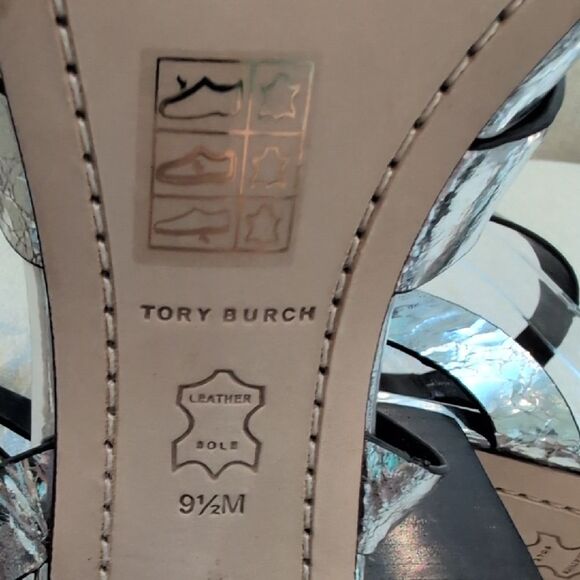 TORY BURCH
LEATHER
SOLE
9½M